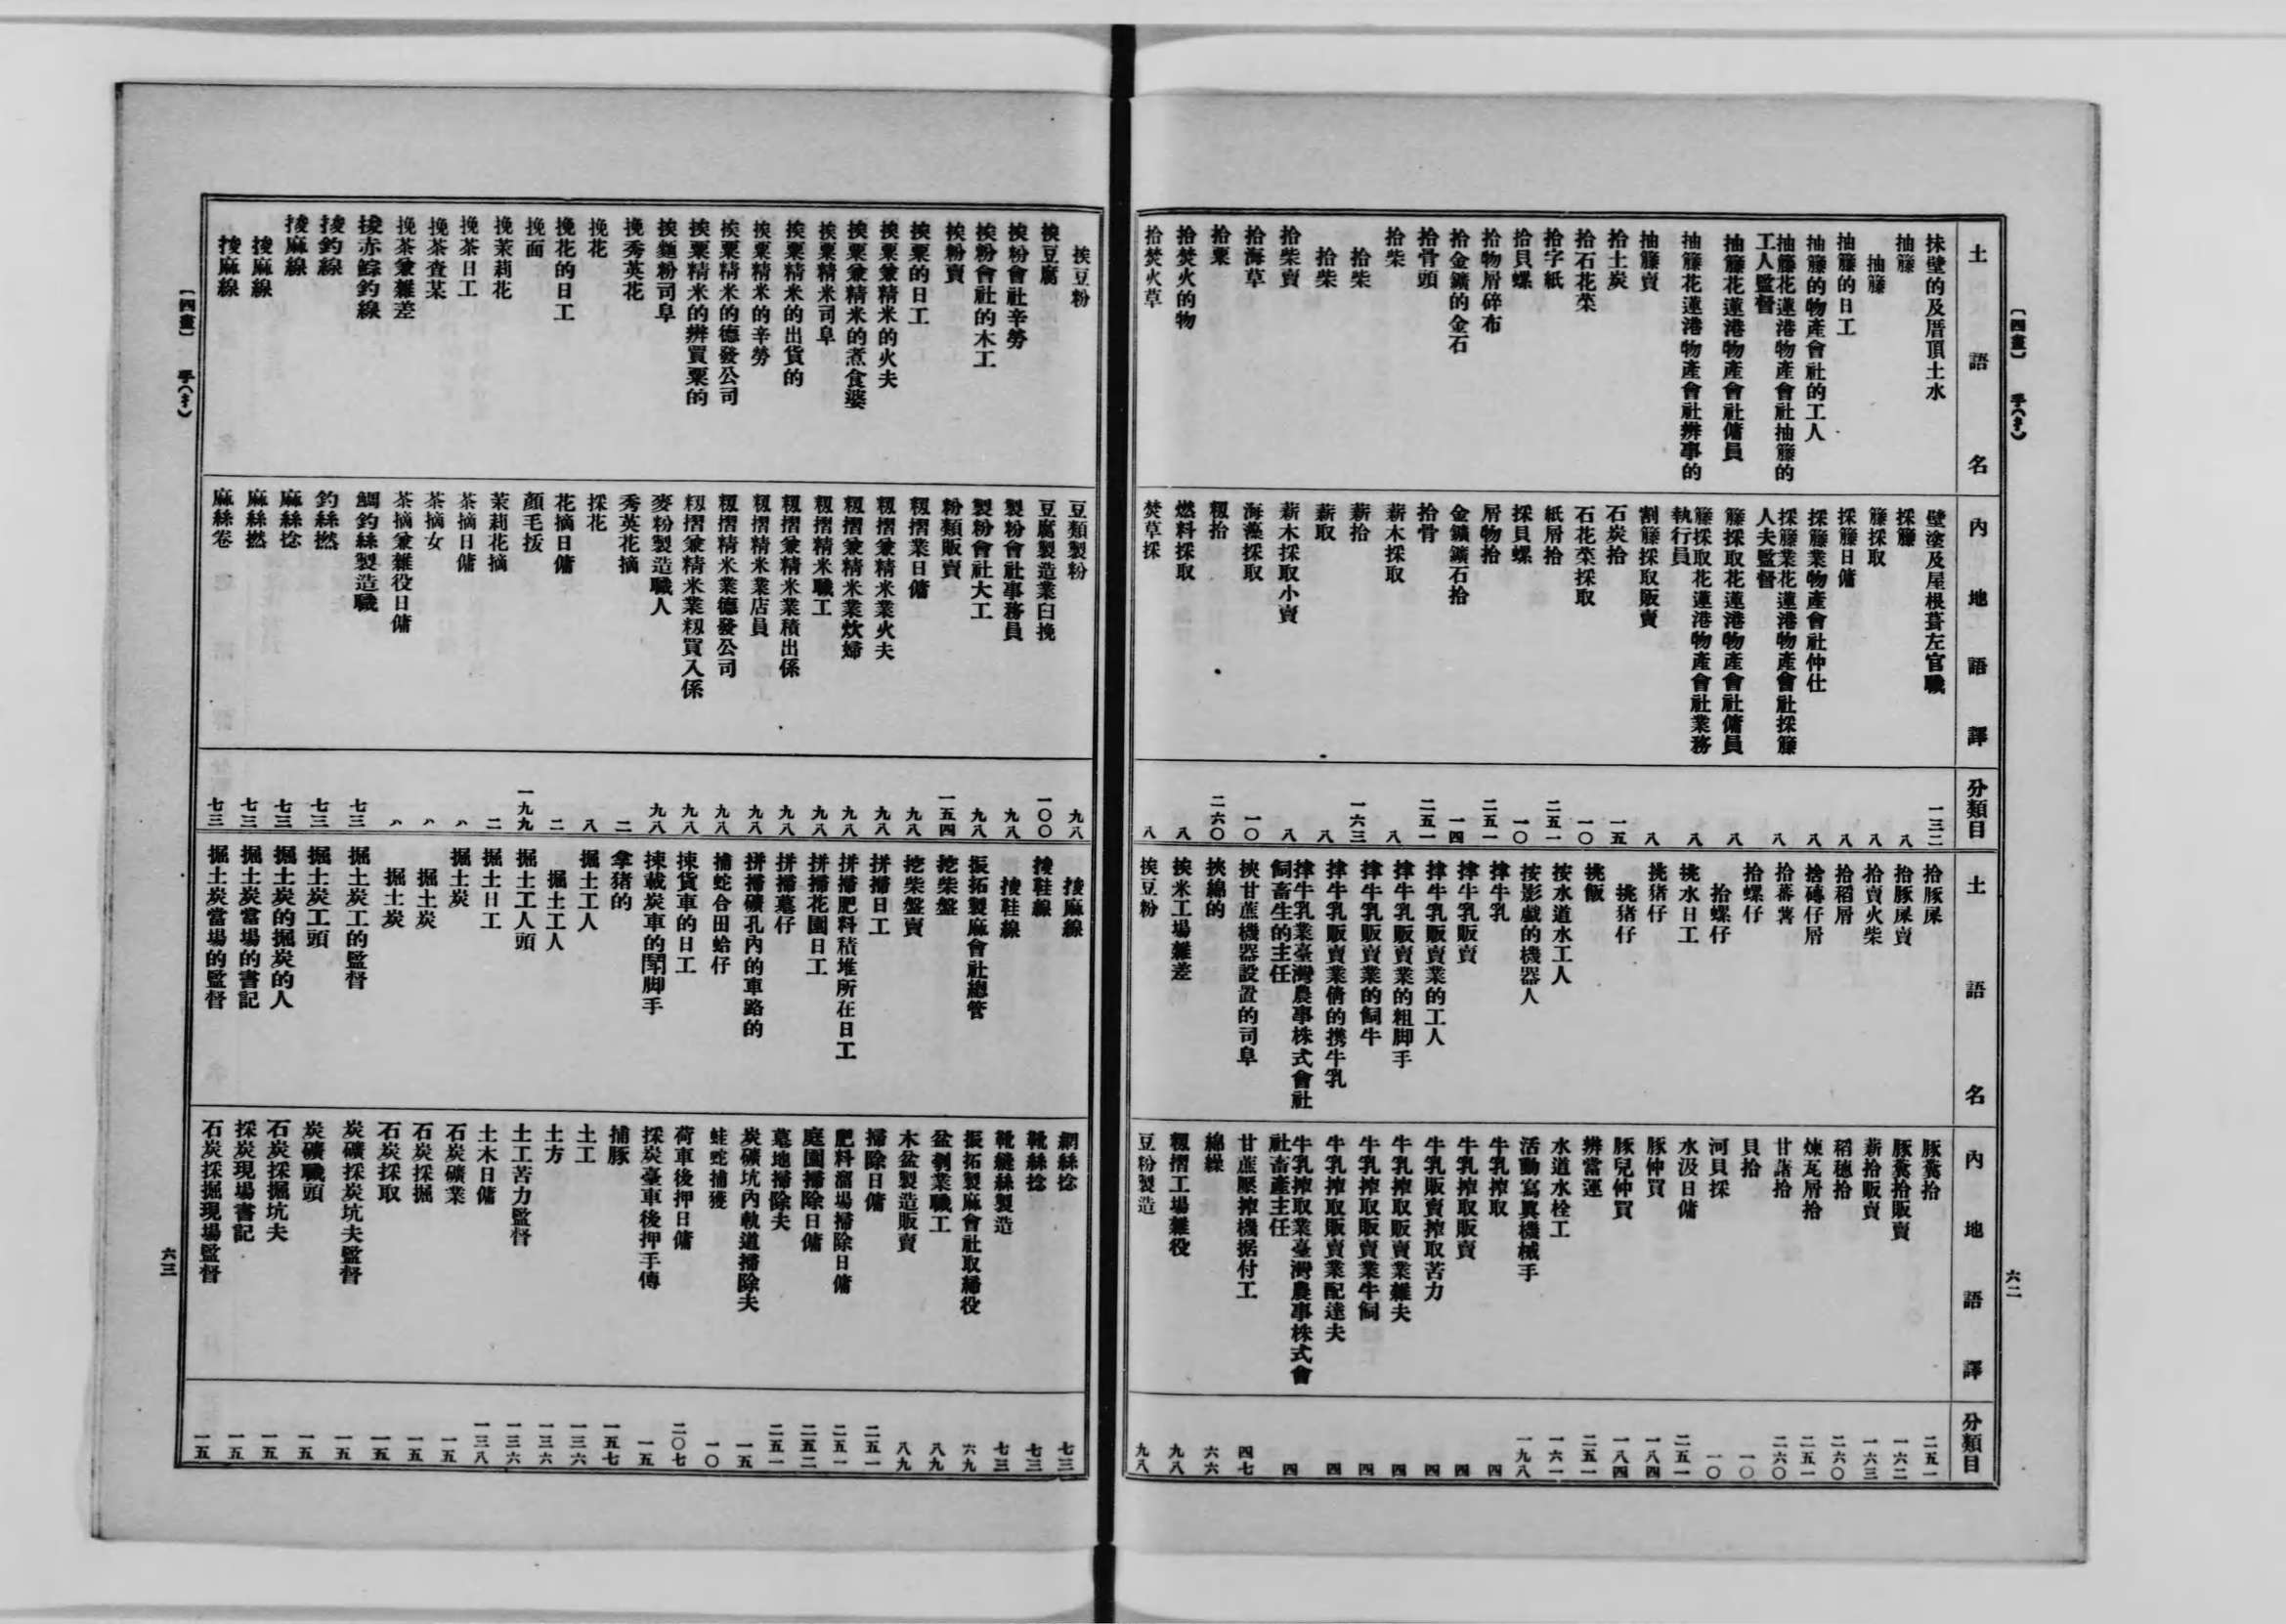 〔四畫〕 手(扌)
六二
土語名
內地語譯
分類目
抹壁的及厝頂土水 壁塗及屋根葺左官職 一三二
抽籐 採籐 八
抽籐 籐採取 八
抽籐的日工 採籐日傭 八
抽籐的物產會社的工人 採籐業物產會社仲仕 八
抽籐花蓮港物產會社抽籐的工人監督 採籐業花蓮港物產會社採籐人夫監督 八
抽籐花蓮港物產會社傭員 籐採取花蓮港物產會社傭員 八
抽籐花蓮港物產會社辨事的 籐採取花蓮港物產會社業務執行員 八
抽籐賣 割籐採取販賣 八
拾土炭 石炭拾 一五
拾石花菜 石花菜採取 一〇
拾字紙 紙屑拾 二五一
拾貝螺 採貝螺 一〇
拾物屑碎布 屑物拾 二五一
拾金鑛的金石 金鑛鑛石拾 一四
拾骨頭 拾骨 二五一
拾柴 薪木採取 八
拾柴 薪拾 一六三
拾柴 薪取 八
拾柴賣 薪木採取小賣 八
拾海草 海藻採取 一〇
拾粟 籾拾 二六〇
拾焚火的物 燃料採取 八
拾焚火草 焚草採 八
土語名
內地語譯
分類目
拾豚屎 豚糞拾 二五一
拾豚屎賣 豚糞拾販賣 一六二
拾賣火柴 薪拾販賣 一六三
拾稻屑 稻穗拾 二六〇
捨磚仔屑 煉瓦屑拾 二五一
拾蕃薯 甘藷拾 二六〇
拾螺仔 貝拾 一〇
拾螺仔 河貝採 一〇
挑水日工 水汲日傭 二五一
挑猪仔 豚仲買 一八四
挑猪仔 豚兒仲買 一八四
挑飯 辨當運 二五一
按水道水工人 水道水栓工 一六一
按影戲的機器人 活動寫眞機械手 一九八
挵牛乳 牛乳搾取 四
挵牛乳販賣 牛乳搾取販賣 四
挵牛乳販賣業的工人 牛乳販賣搾取苦力 四
挵牛乳販賣業的粗脚手 牛乳搾取販賣業雜夫 四
挵牛乳販賣業的飼牛 牛乳搾取販賣業牛飼 四
挵牛乳販賣業倩的携牛乳 牛乳搾取販賣業配達夫 四
挵牛乳業臺灣農事株式會社飼畜生的主任 牛乳搾取業臺灣農事株式會社畜產主任 四
挾甘蔗機器設置的司阜 甘蔗壓搾機据付工 四七
挾綿的 綿繰 六六
挨米工場雜差 籾摺工場雜役 九八
挨豆粉 豆粉製造 九八
〔四畫〕 手(扌)
六三
挨豆粉 豆類製粉 九八
挨豆腐 豆腐製造業臼挽 一〇〇
挨粉會社辛勞 製粉會社事務員 九八
挨粉會社的木工 製粉會社大工 九八
挨粉賣 粉類販賣 一五四
挨粟的日工 籾摺業日傭 九八
挨粟兼精米的火夫 籾摺兼精米業火夫 九八
挨粟兼精米的煮食婆 籾摺兼精米業炊婦 九八
挨粟精米司阜 籾摺精米職工 九八
挨粟精米的出貨的 籾摺兼精米業積出係 九八
挨粟精米的辛勞 籾摺精米業店員 九八
挨粟精米的德發公司 籾摺精米業德發公司 九八
挨粟精米的辨買粟的 籾摺兼精米業籾買入係 九八
挨麵粉司阜 麥粉製造職人 九八
挽秀英花 秀英花摘 二
挽花 採花 八
挽花的日工 花摘日傭 二
挽面 顏毛拔 一九九
挽茉莉花 茉莉花摘 二
挽茶日工 茶摘日傭 八
挽茶查某 茶摘女 八
挽茶兼雜差 茶摘兼雜役日傭 八
捘赤鯮釣線 鯛釣絲製造職 七三
捘釣線 釣絲撚 七三
捘麻線 麻絲捻 七三
捘麻線 麻絲撚 七三
捘麻線 麻絲卷 七三
捘麻線 網絲捻 七三
捘鞋線 靴絲捻 七三
捘鞋線 靴縫絲製造 七三
振拓製麻會社總管 振拓製麻會社取締役 六九
挖柴盤 盆刳業職工 八九
挖柴盤賣 木盆製造販賣 八九
拼掃日工 掃除日傭 二五一
拼掃肥料積堆所在日工 肥料溜場掃除日傭 二五一
拼掃花園日工 庭園掃除日傭 二五二
拼掃墓仔 墓地掃除夫 二五一
拼掃礦孔內的車路的 炭礦坑內軌道掃除夫 一五
捕蛇合田蛤仔 蛙蛇捕獲 一〇
捒貨車的日工 荷車後押日傭 二〇七
捒載炭車的閗脚手 採炭臺車後押手傳 一五
拿猪的 捕豚 一五七
掘土工人 土工 一三六
掘土工人 土方 一三六
掘土工人頭 土工苦力監督 一三六
掘土日工 土木日傭 一三八
掘土炭 石炭礦業 一五
掘土炭 石炭採掘 一五
掘土炭 石炭採取 一五
掘土炭工的監督 炭礦採炭坑夫監督 一五
掘土炭工頭 炭礦職頭 一五
掘土炭的掘炭的人 石炭採掘坑夫 一五
掘土炭當場的書記 採炭現場書記 一五
掘土炭當場的監督 石炭採掘現場監督 一五